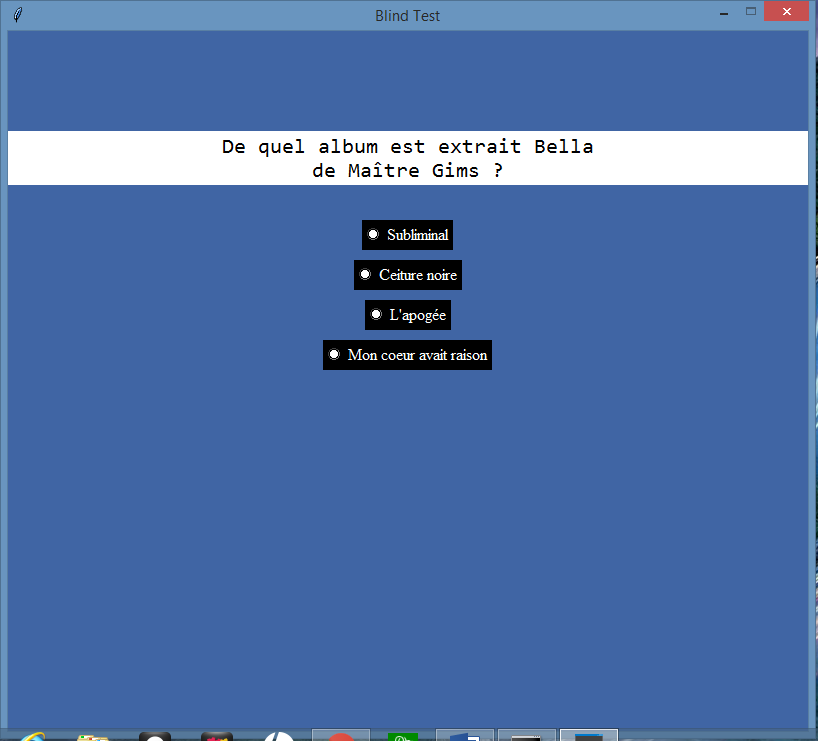 Blind Test
De quel album est extrait Bella
de Maître Gims ?
Subliminal
Ceiture noire
L'apogée
Mon coeur avait raison